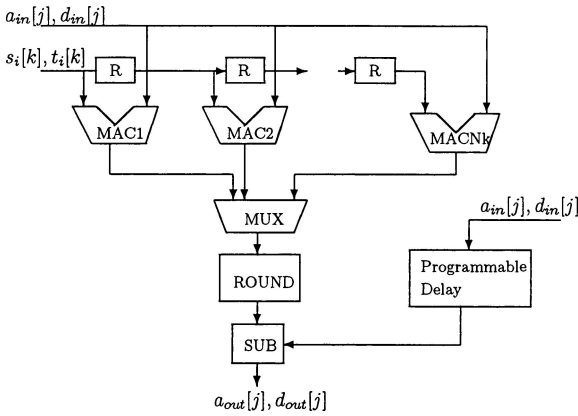 a_in[j], d_in[j]
s_i[k], t_i[k]
R
R
R
MAC1
MAC2
MACNk
MUX
a_in[j], d_in[j]
ROUND
Programmable
Delay
SUB
a_out[j], d_out[j]